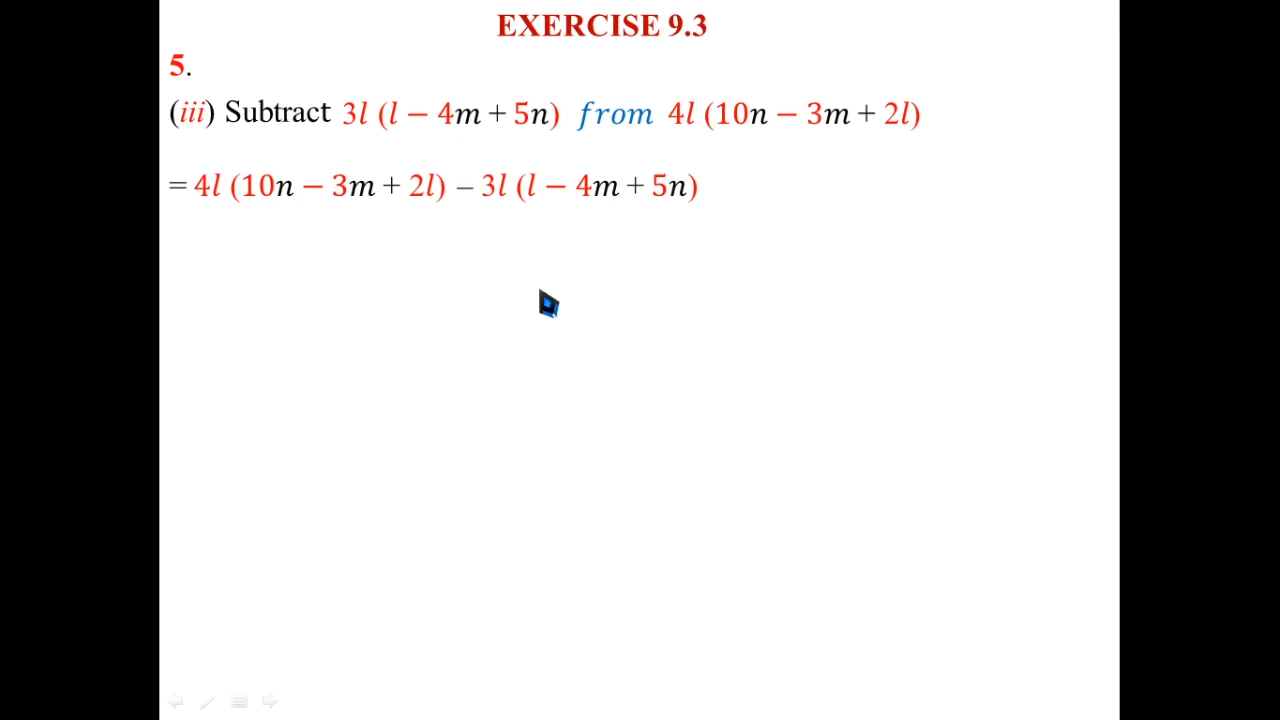 EXERCISE 9.3
5.
(iii) Subtract 3l (l − 4m + 5n) from 4l (10n − 3m + 2l)
= 4l (10n − 3m + 2l) – 3l (l − 4m + 5n)